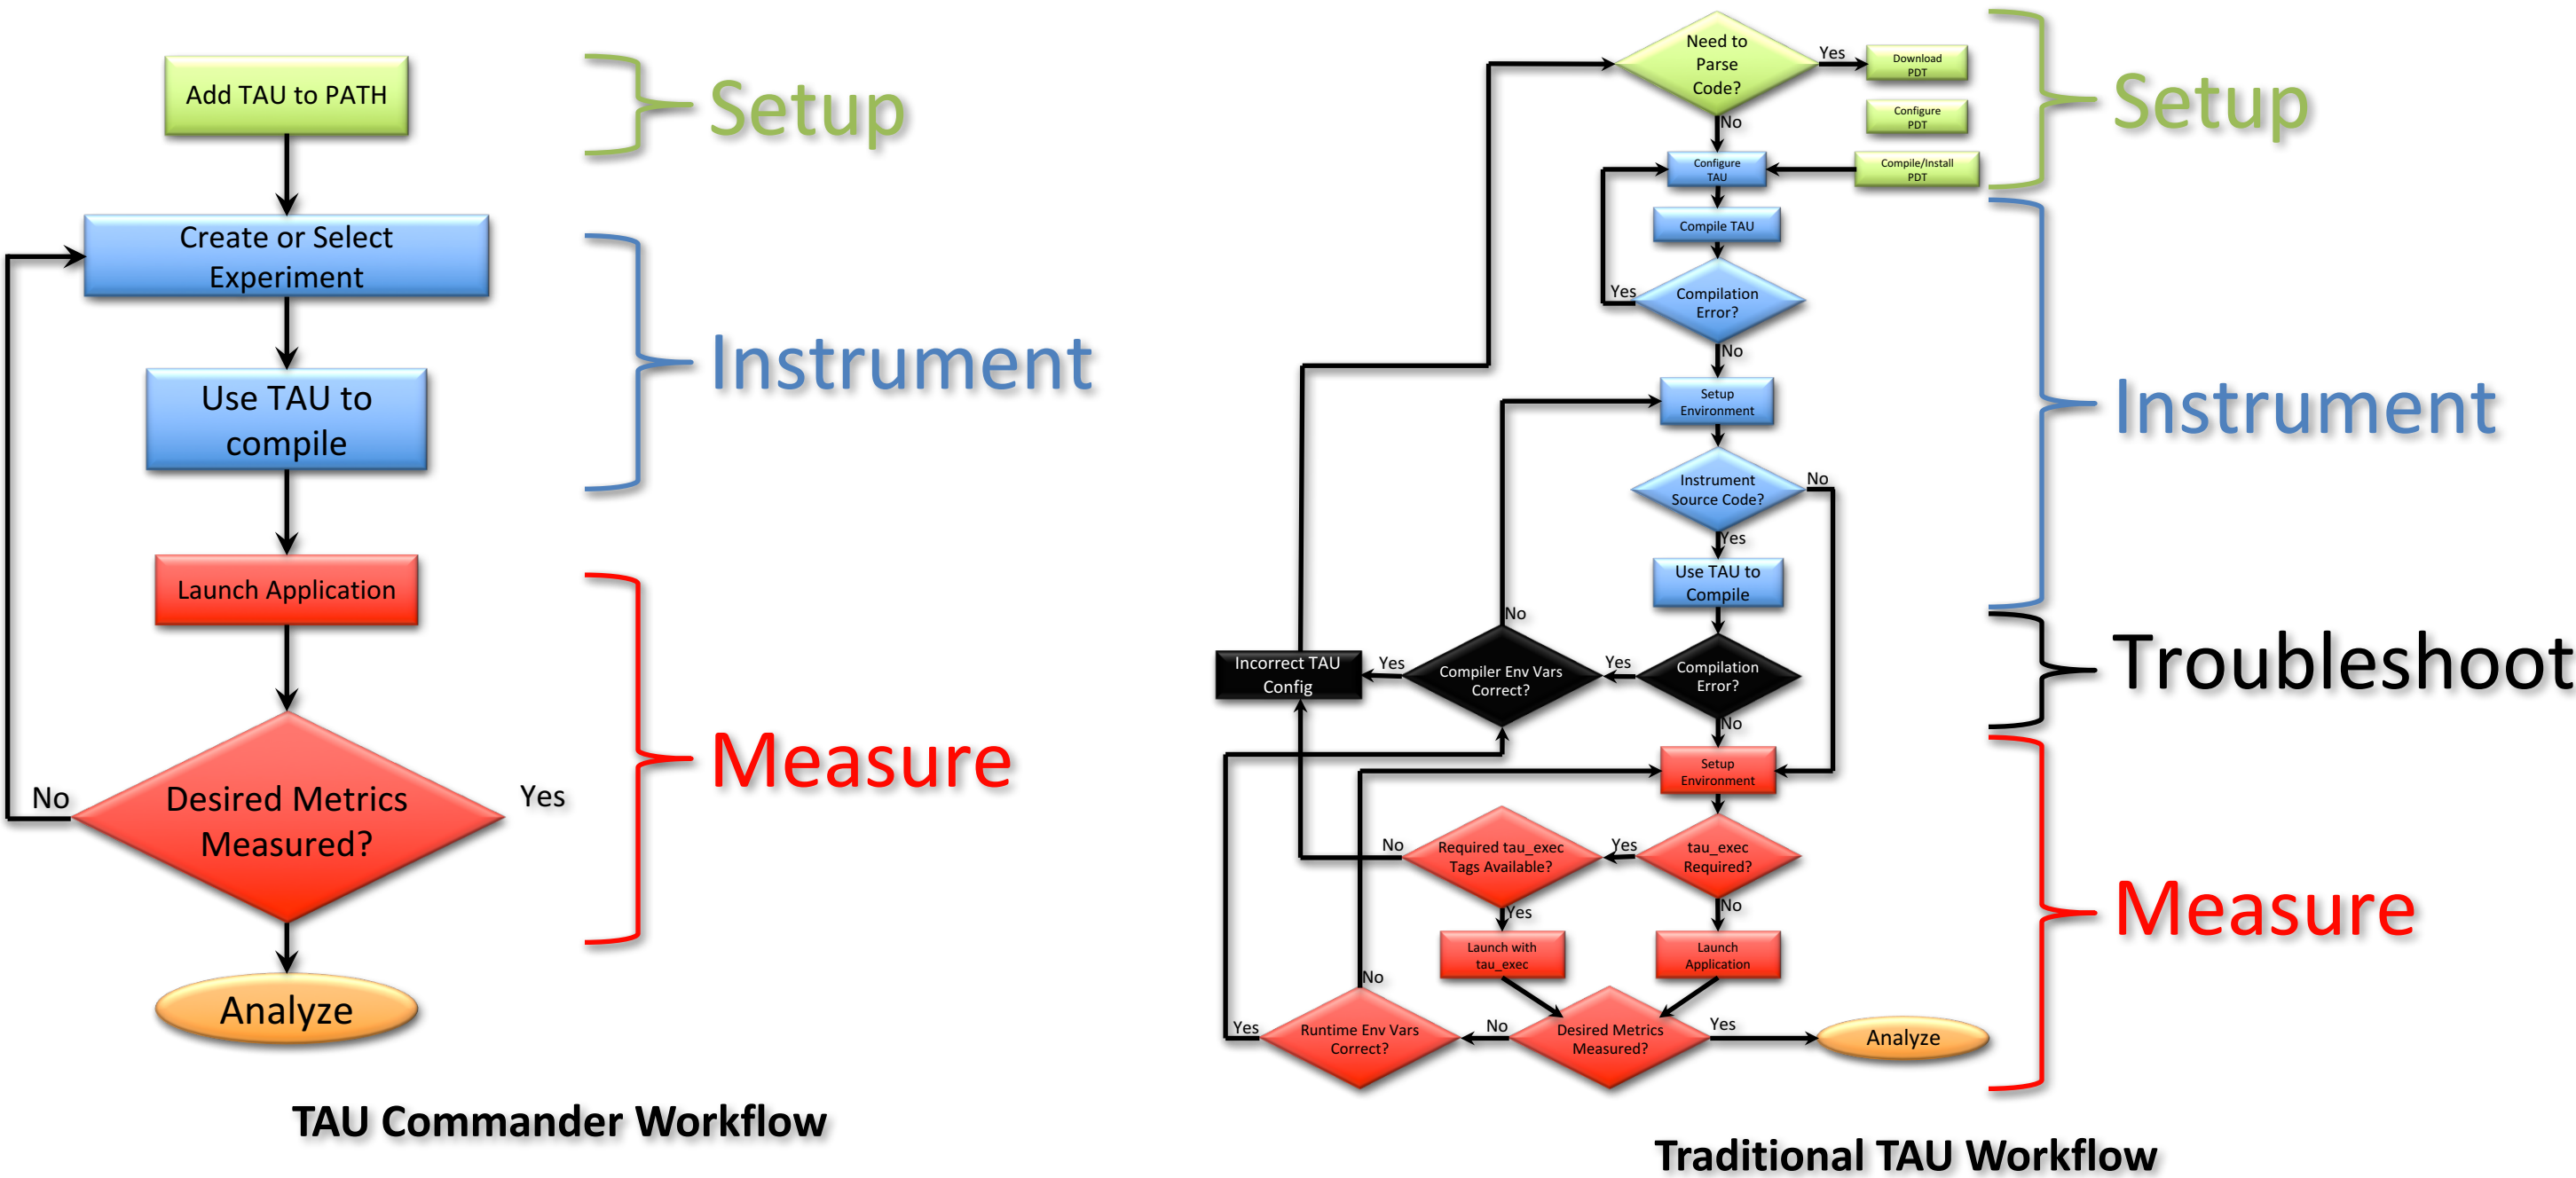 Add TAU to PATH
Setup
Create or Select
Experiment
Instrument
Use TAU to
compile
Launch Application
Measure
No
Desired Metrics
Measured?
Yes
Analyze
TAU Commander Workflow
Need to
Parse
Code?
Yes
Download
PDT
Configure
PDT
Setup
No
Configure
TAU
Compile/Install
PDT
Compile TAU
Yes
Compilation
Error?
No
Setup
Environment
Instrument
Instrument
Source Code?
No
Yes
Use TAU to
Compile
No
Incorrect TAU
Config
Yes
Compiler Env Vars
Correct?
Yes
Compilation
Error?
Troubleshoot
No
Setup
Environment
No
Required tau_exec
Tags Available?
Yes
tau_exec
Required?
Measure
Yes
No
Launch with
tau_exec
Launch
Application
No
Yes
Runtime Env Vars
Correct?
No
Desired Metrics
Measured?
Yes
Analyze
Traditional TAU Workflow